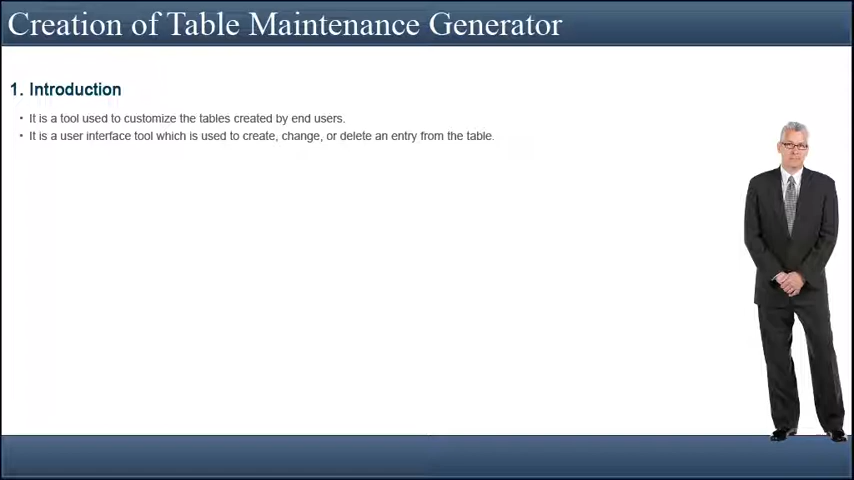 Creation of Table Maintenance Generator
1. Introduction
• It is a tool used to customize the tables created by end users.
• It is a user interface tool which is used to create, change, or delete an entry from the table.